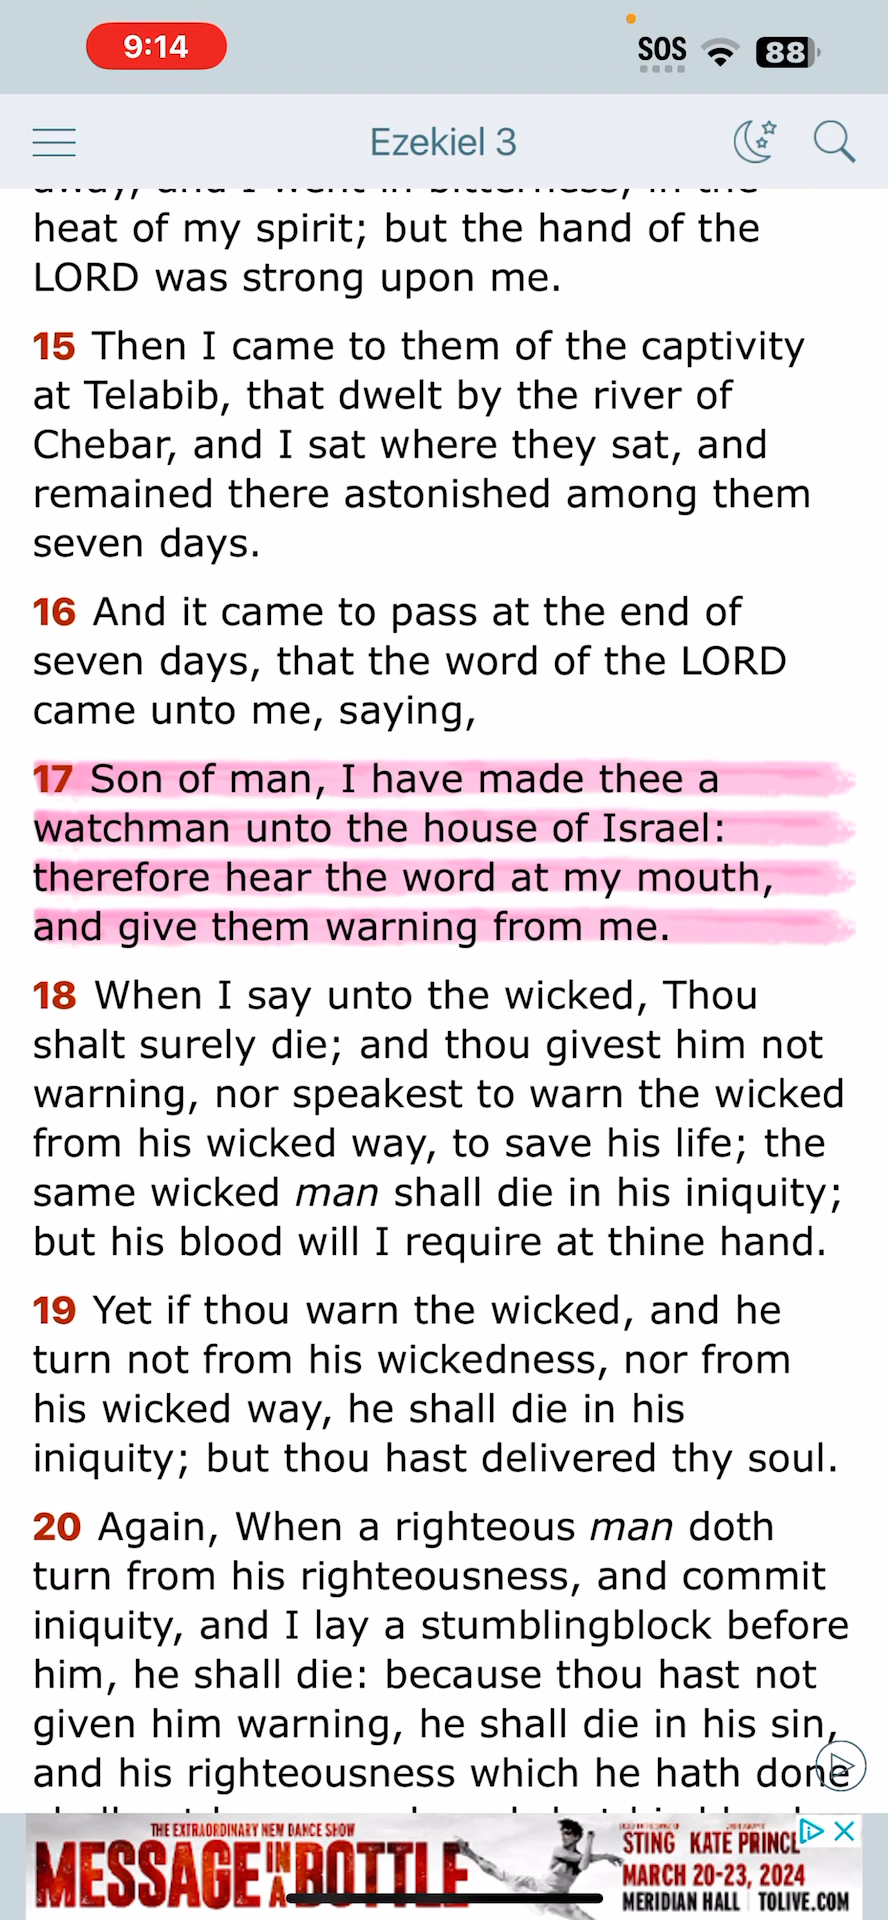 9:14
SOS
88
Ezekiel 3
away, and I went in bitterness, in the
heat of my spirit; but the hand of the
LORD was strong upon me.
15 Then I came to them of the captivity
at Telabib, that dwelt by the river of
Chebar, and I sat where they sat, and
remained there astonished among them
seven days.
16 And it came to pass at the end of
seven days, that the word of the LORD
came unto me, saying,
17 Son of man, I have made thee a
watchman unto the house of Israel:
therefore hear the word at my mouth,
and give them warning from me.
18 When I say unto the wicked, Thou
shalt surely die; and thou givest him not
warning, nor speakest to warn the wicked
from his wicked way, to save his life; the
same wicked man shall die in his iniquity;
but his blood will I require at thine hand.
19 Yet if thou warn the wicked, and he
turn not from his wickedness, nor from
his wicked way, he shall die in his
iniquity; but thou hast delivered thy soul.
20 Again, When a righteous man doth
turn from his righteousness, and commit
iniquity, and I lay a stumblingblock before
him, he shall die: because thou hast not
given him warning, he shall die in his sin,
and his righteousness which he hath done
THE EXTRAORDINARY NEW DANCE SHOW
MESSAGE IN A BOTTLE
STING KATE PRINCE
MARCH 20-23, 2024
MERIDIAN HALL TOLIVE.COM